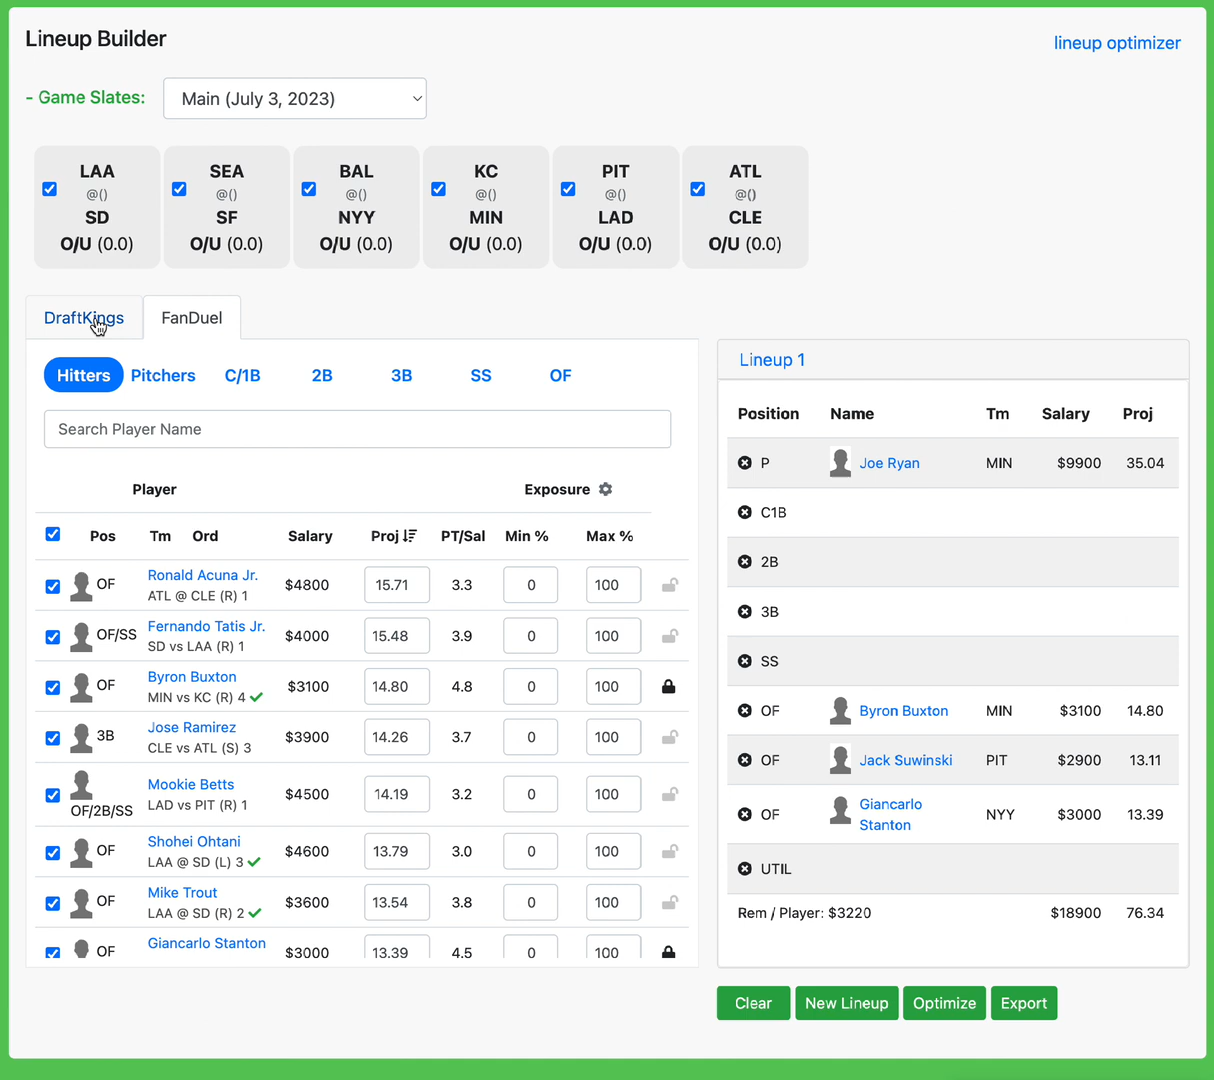 Lineup Builder
lineup optimizer
- Game Slates: Main (July 3, 2023)
LAA SEA BAL KC PIT ATL
@() @() @() @() @() @()
SD SF NYY MIN LAD CLE
O/U (0.0) O/U (0.0) O/U (0.0) O/U (0.0) O/U (0.0) O/U (0.0)
DraftKings FanDuel
Hitters Pitchers C/1B 2B 3B SS OF
Search Player Name
Player Exposure
Pos Tm Ord Salary Proj PT/Sal Min % Max %
OF Ronald Acuna Jr. $4800 15.71 3.3 0 100
ATL @ CLE (R) 1
OF/SS Fernando Tatis Jr. $4000 15.48 3.9 0 100
SD vs LAA (R) 1
OF Byron Buxton $3100 14.80 4.8 0 100
MIN vs KC (R) 4
3B Jose Ramirez $3900 14.26 3.7 0 100
CLE vs ATL (S) 3
OF/2B/SS Mookie Betts $4500 14.19 3.2 0 100
LAD vs PIT (R) 1
OF Shohei Ohtani $4600 13.79 3.0 0 100
LAA @ SD (L) 3
OF Mike Trout $3600 13.54 3.8 0 100
LAA @ SD (R) 2
OF Giancarlo Stanton $3000 13.39 4.5 0 100
Lineup 1
Position Name Tm Salary Proj
P Joe Ryan MIN $9900 35.04
C1B
2B
3B
SS
OF Byron Buxton MIN $3100 14.80
OF Jack Suwinski PIT $2900 13.11
OF Giancarlo Stanton NYY $3000 13.39
UTIL
Rem / Player: $3220 $18900 76.34
Clear New Lineup Optimize Export